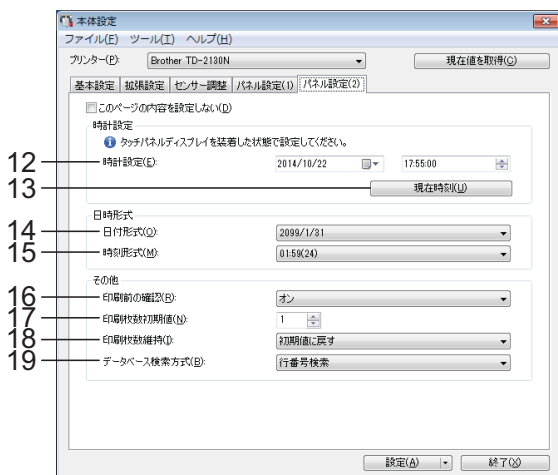 本体設定
ファイル(F) ツール(T) ヘルプ(H)
プリンター(P): Brother TD-2130N 現在値を取得(C)
基本設定 拡張設定 センサー調整 パネル設定(1) パネル設定(2)
このページの内容を設定しない(D)
時計設定
タッチパネルディスプレイを装着した状態で設定してください。
12 時計設定(E): 2014/10/22 17:55:00
13 現在時刻(U)
日時形式
14 日付形式(O): 2099/1/31
15 時刻形式(M): 01:59(24)
その他
16 印刷前の確認(R): オン
17 印刷枚数初期値(N): 1
18 印刷枚数維持(I): 初期値に戻す
19 データベース検索方式(B): 行番号検索
設定(A) 終了(X)